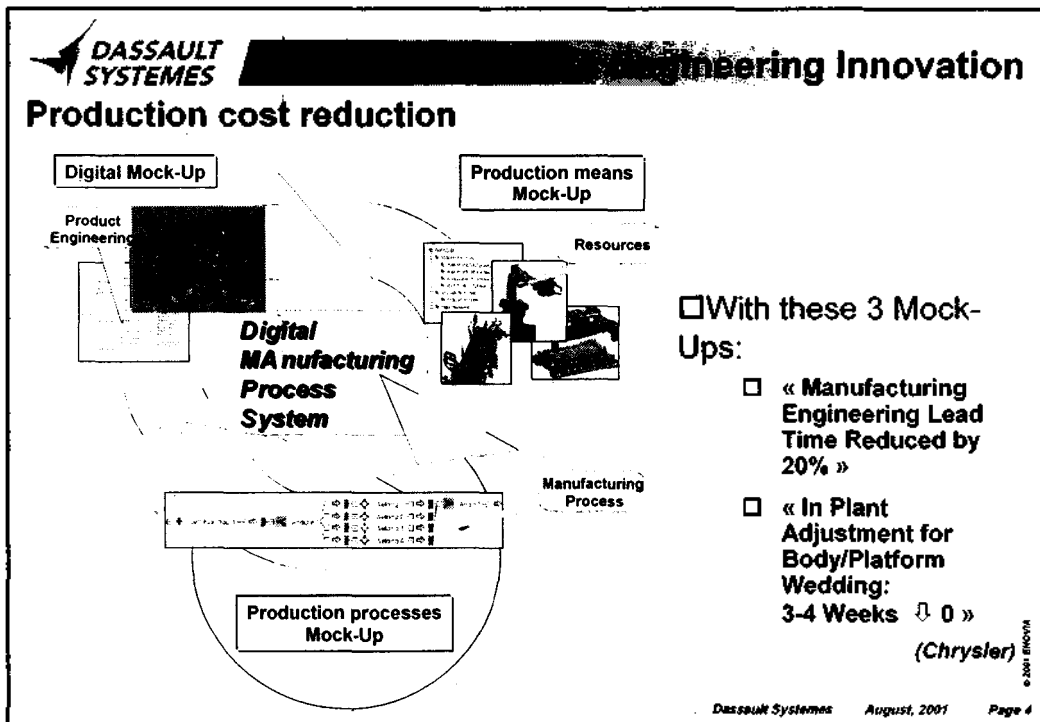 DASSAULT
SYSTEMES
Engineering Innovation
Production cost reduction
Digital Mock-Up
Production means
Mock-Up
Product
Engineering
Resources
Digital
MAnufacturing
Process
System
Manufacturing
Process
Production processes
Mock-Up
□With these 3 Mock-
Ups:
□ « Manufacturing
Engineering Lead
Time Reduced by
20% »
□ « In Plant
Adjustment for
Body/Platform
Wedding:
3-4 Weeks ⇩ 0 »
(Chrysler)
© 2001 ENOVIA
Dassault Systemes August, 2001 Page 4